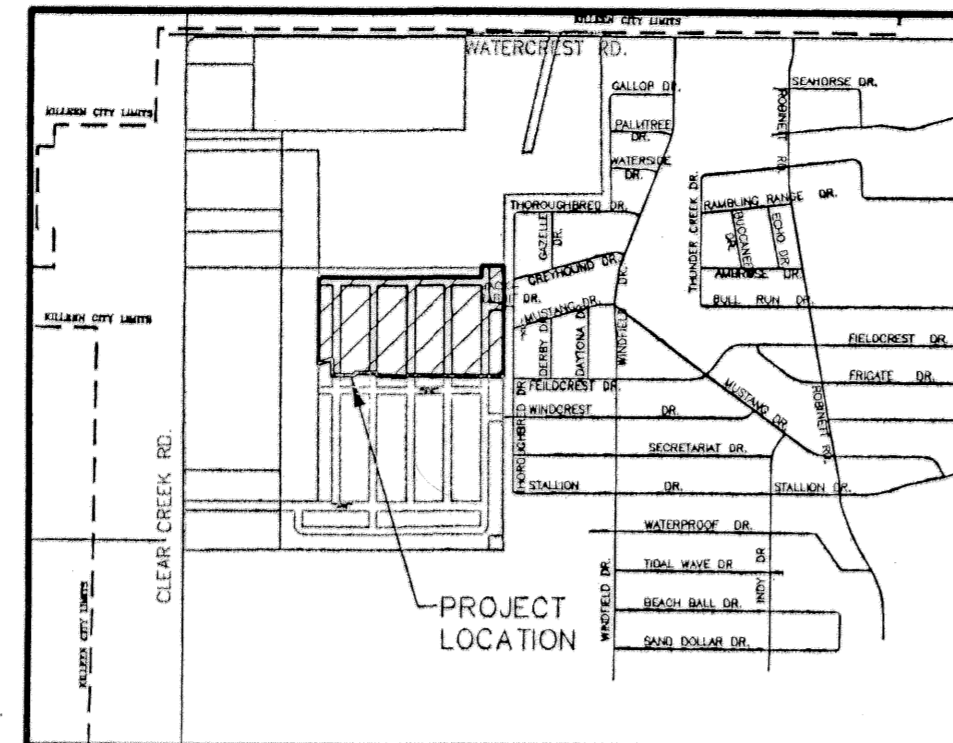 KILLEEN CITY LIMITS
WATERCREST RD.
GALLOP DR.
SEAHORSE DR.
KILLEEN CITY LIMITS
PALMTREE
DR.
ROBINETT RD.
WATERSIDE
DR.
THUNDER CREEK DR.
RAMBLING RANGE DR.
THOROUGHBRED DR.
GAZELLE
DR.
BUCCANEER
DR.
ECHO DR.
GREYHOUND DR.
AMBROSE DR.
DR.
BULL RUN DR.
MUSTANG DR.
KILLEEN CITY LIMITS
DERBY DR.
DAYTONA DR.
WINDFIELD DR.
FIELDCREST DR.
FEILDCREST DR.
FRIGATE DR.
MUSTANG DR.
ROBINETT RD.
THOROUGHBRED DR.
WINDCREST DR.
SECRETARIAT DR.
STALLION DR.
STALLION DR.
CLEAR CREEK RD.
WATERPROOF DR.
TIDAL WAVE DR
INDY DR
WINDFIELD DR.
BEACH BALL DR.
SAND DOLLAR DR.
PROJECT
LOCATION
KILLEEN CITY LIMITS